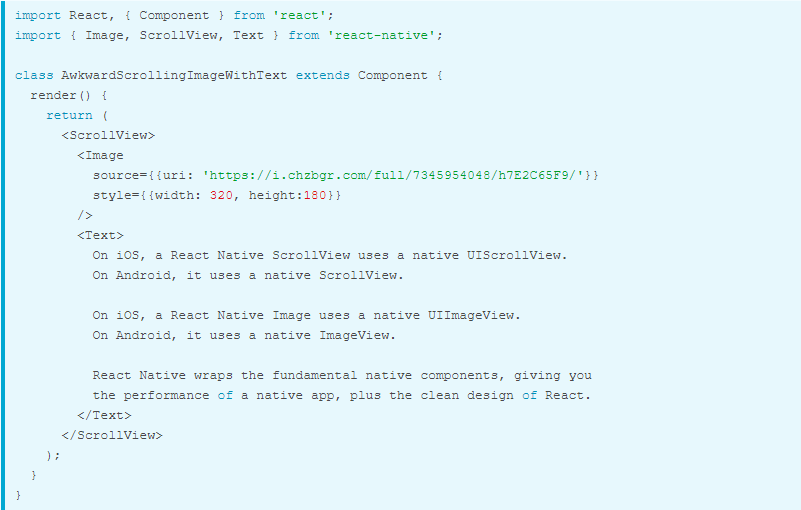 import React, { Component } from 'react';
import { Image, ScrollView, Text } from 'react-native';

class AwkwardScrollingImageWithText extends Component {
  render() {
    return (
      <ScrollView>
        <Image
          source={{uri: 'https://i.chzbgr.com/full/7345954048/h7E2C65F9/'}}
          style={{width: 320, height:180}}
        />
        <Text>
          On iOS, a React Native ScrollView uses a native UIScrollView.
          On Android, it uses a native ScrollView.

          On iOS, a React Native Image uses a native UIImageView.
          On Android, it uses a native ImageView.

          React Native wraps the fundamental native components, giving you
          the performance of a native app, plus the clean design of React.
        </Text>
      </ScrollView>
    );
  }
}